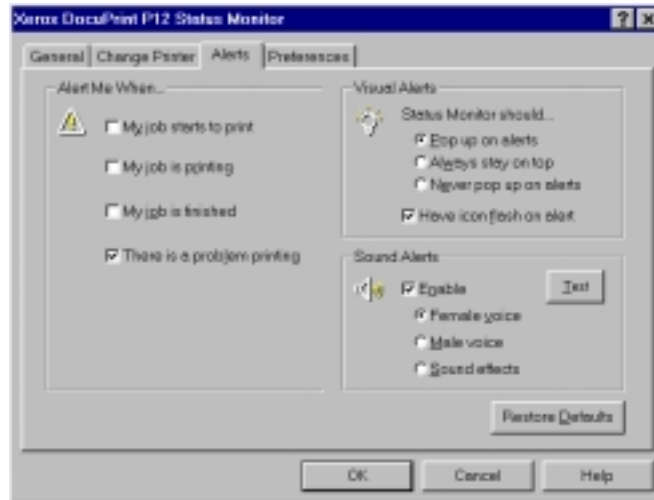 Xerox DocuPrint P12 Status Monitor
General
Change Printer
Alerts
Preferences
Alert Me When...
My job starts to print
My job is printing
My job is finished
There is a problem printing
Visual Alerts
Status Monitor should...
Pop up on alerts
Always stay on top
Never pop up on alerts
Have icon flash on alert
Sound Alerts
Enable
Test
Female voice
Male voice
Sound effects
Restore Defaults
OK
Cancel
Help